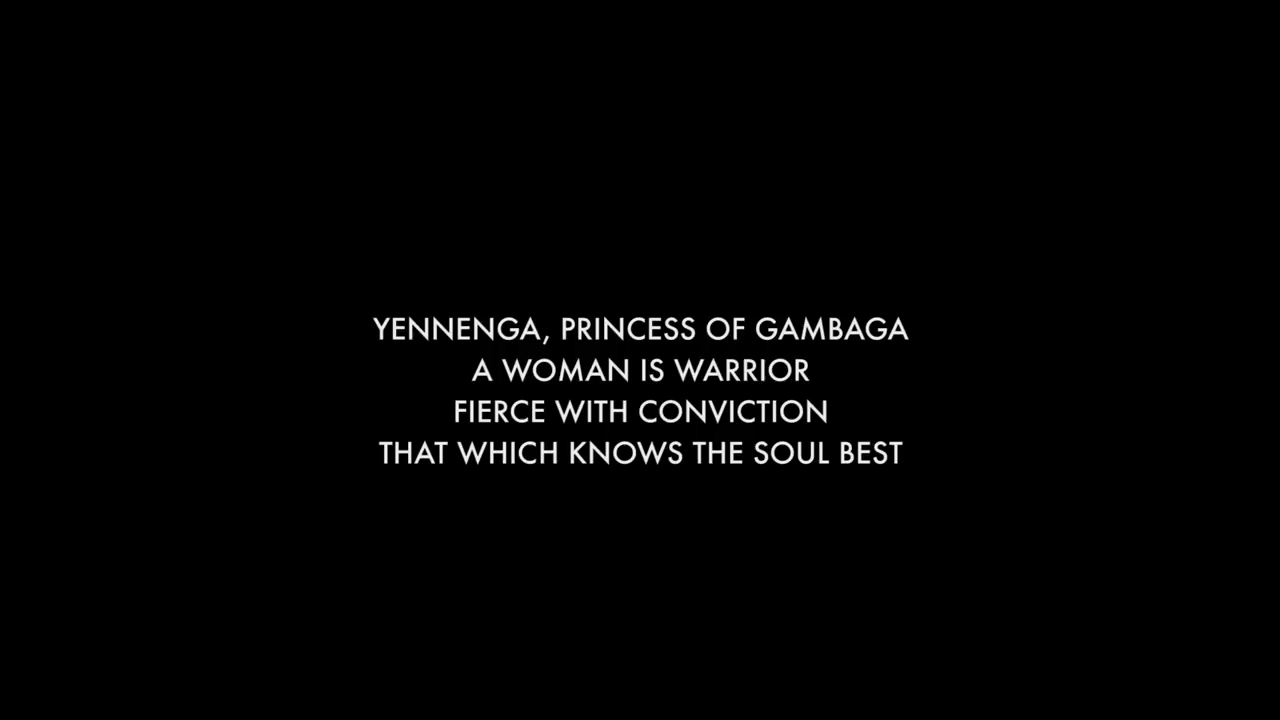 YENNENGA, PRINCESS OF GAMBAGA
A WOMAN IS WARRIOR
FIERCE WITH CONVICTION
THAT WHICH KNOWS THE SOUL BEST